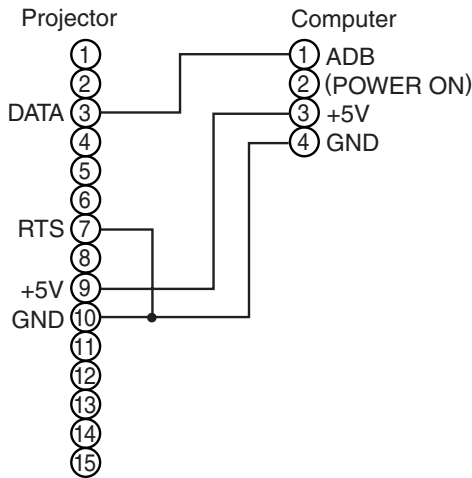 Projector Computer
1 1 ADB
2 2 (POWER ON)
DATA 3 3 +5V
4 4 GND
5
6
RTS 7
8
+5V 9
GND 10
11
12
13
14
15